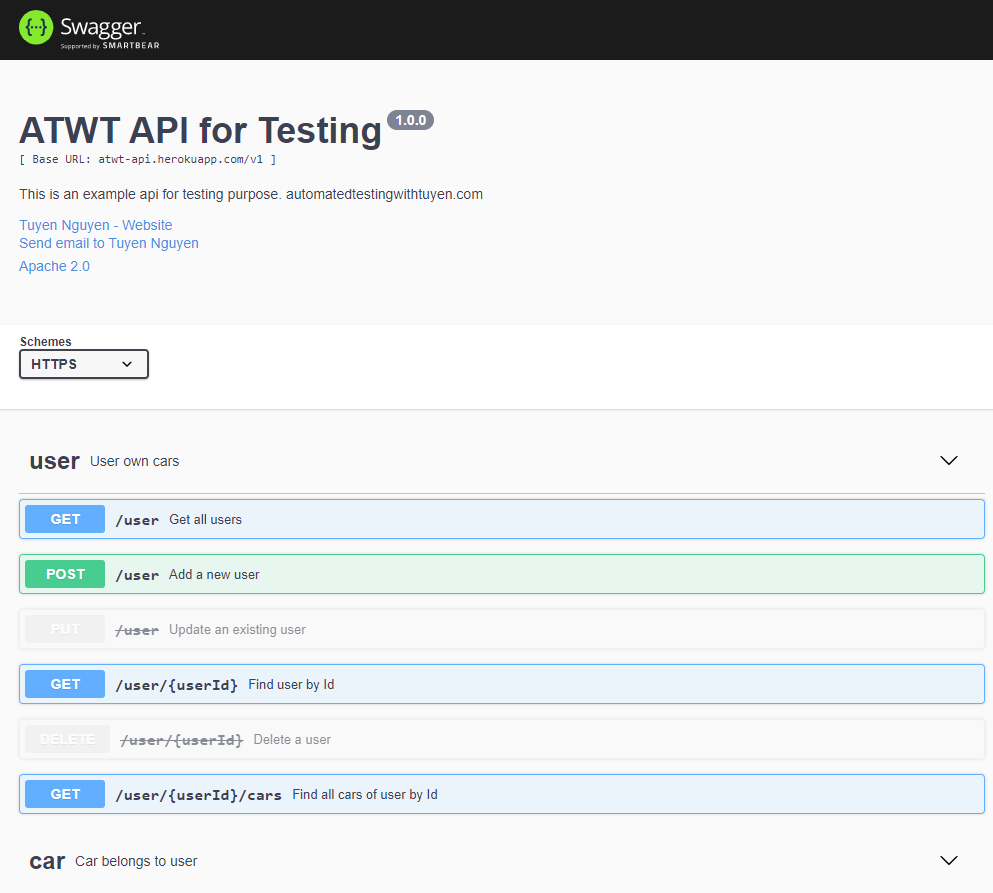 Swagger.
Supported by SMARTBEAR
ATWT API for Testing 1.0.0
[ Base URL: atwt-api.herokuapp.com/v1 ]
This is an example api for testing purpose. automatedtestingwithtuyen.com
Tuyen Nguyen - Website
Send email to Tuyen Nguyen
Apache 2.0
Schemes
HTTPS
user User own cars
GET /user Get all users
POST /user Add a new user
PUT /user Update an existing user
GET /user/{userId} Find user by Id
DELETE /user/{userId} Delete a user
GET /user/{userId}/cars Find all cars of user by Id
car Car belongs to user